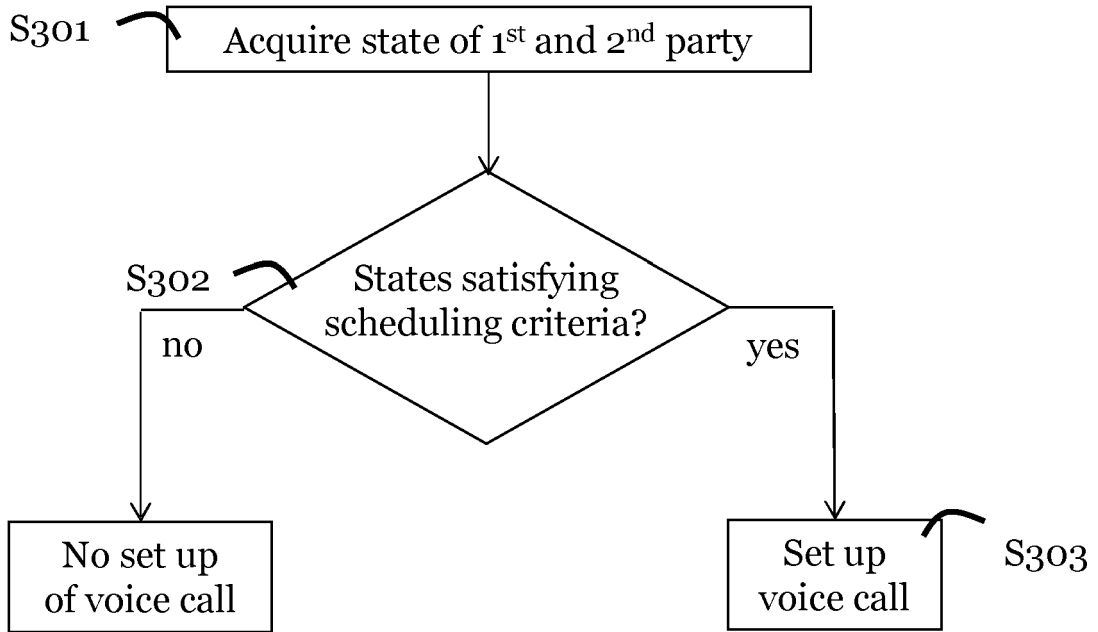 S301
Acquire state of 1st and 2nd party
S302
States satisfying
scheduling criteria?
no
yes
No set up
of voice call
Set up
voice call
S303